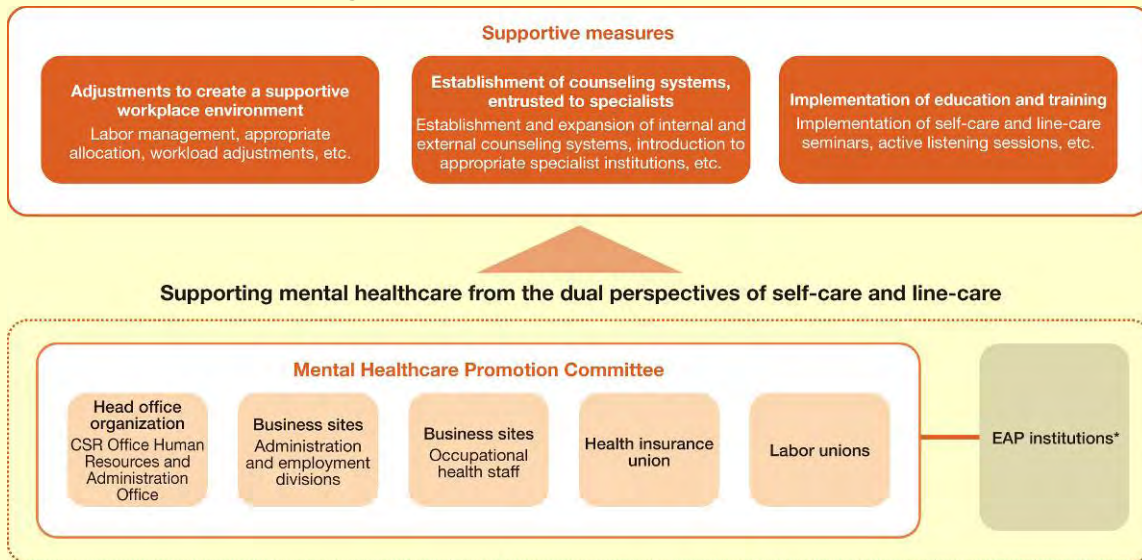 Supportive measures
Adjustments to create a supportive
workplace environment
Labor management, appropriate
allocation, workload adjustments, etc.
Establishment of counseling systems,
entrusted to specialists
Establishment and expansion of internal and
external counseling systems, introduction to
appropriate specialist institutions, etc.
Implementation of education and training
Implementation of self-care and line-care
seminars, active listening sessions, etc.
Supporting mental healthcare from the dual perspectives of self-care and line-care
Mental Healthcare Promotion Committee
Head office
organization
CSR Office Human
Resources and
Administration
Office
Business sites
Administration
and employment
divisions
Business sites
Occupational
health staff
Health insurance
union
Labor unions
EAP institutions*